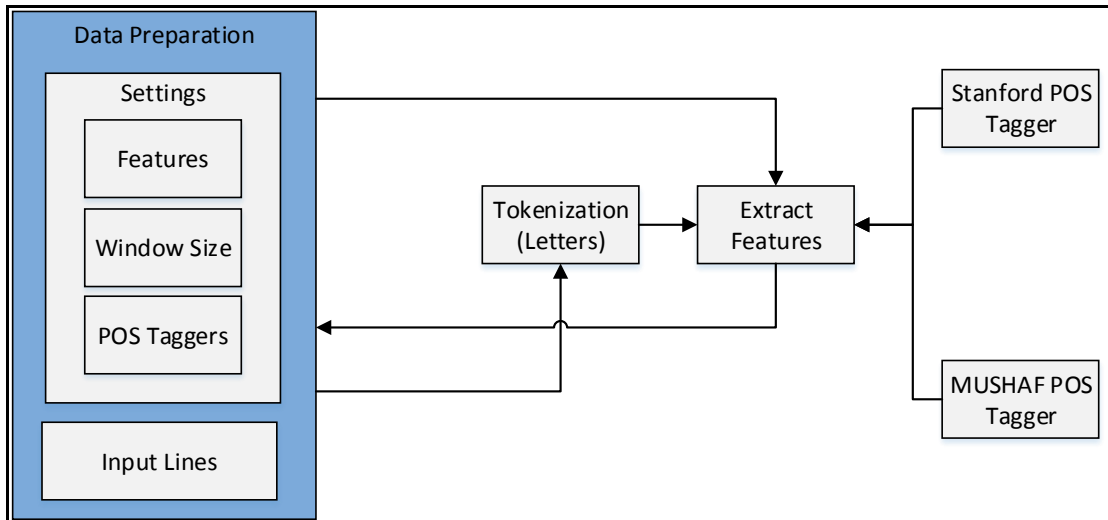 Data Preparation
Settings
Features
Window Size
POS Taggers
Input Lines
Tokenization
(Letters)
Extract
Features
Stanford POS
Tagger
MUSHAF POS
Tagger